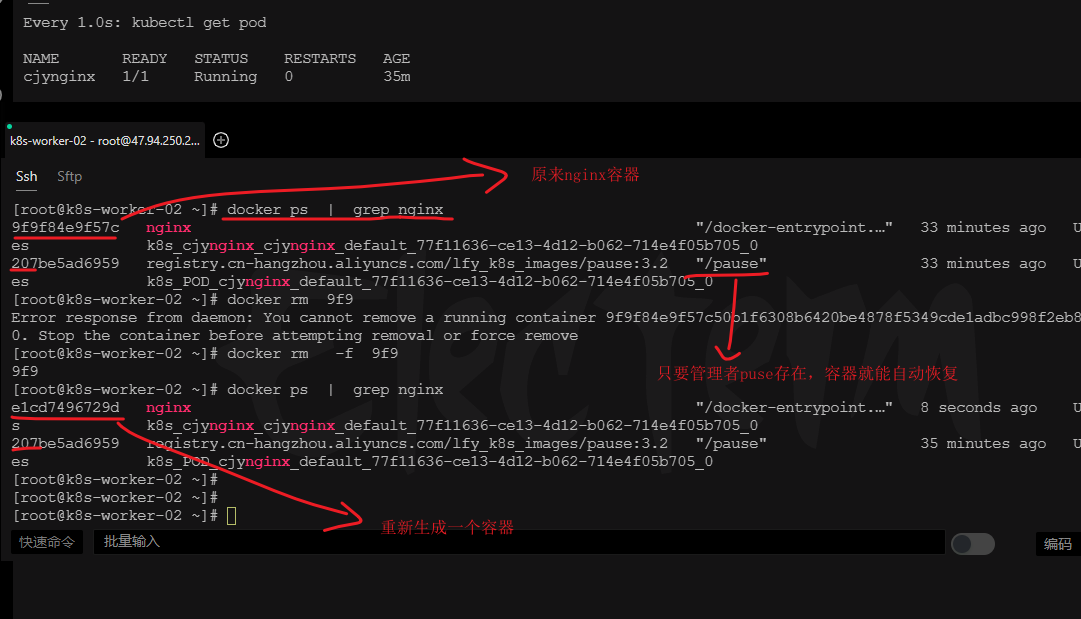 Every 1.0s: kubectl get pod
NAME READY STATUS RESTARTS AGE
cjynginx 1/1 Running 0 35m
k8s-worker-02 - root@47.94.250.2...
Ssh Sftp
原来nginx容器
[root@k8s-worker-02 ~]# docker ps | grep nginx
9f9f84e9f57c nginx "/docker-entrypoint.…" 33 minutes ago U
es k8s_cjynginx_cjynginx_default_77f11636-ce13-4d12-b062-714e4f05b705_0
207be5ad6959 registry.cn-hangzhou.aliyuncs.com/lfy_k8s_images/pause:3.2 "/pause" 33 minutes ago U
es k8s_POD_cjynginx_default_77f11636-ce13-4d12-b062-714e4f05b705_0
[root@k8s-worker-02 ~]# docker rm 9f9
Error response from daemon: You cannot remove a running container 9f9f84e9f57c50b1f6308b6420be4878f5349cde1adbc998f2eb8
0. Stop the container before attempting removal or force remove
[root@k8s-worker-02 ~]# docker rm -f 9f9
9f9
只要管理者puse存在，容器就能自动恢复
[root@k8s-worker-02 ~]# docker ps | grep nginx
e1cd7496729d nginx "/docker-entrypoint.…" 8 seconds ago U
s k8s_cjynginx_cjynginx_default_77f11636-ce13-4d12-b062-714e4f05b705_0
207be5ad6959 registry.cn-hangzhou.aliyuncs.com/lfy_k8s_images/pause:3.2 "/pause" 35 minutes ago U
es k8s_POD_cjynginx_default_77f11636-ce13-4d12-b062-714e4f05b705_0
[root@k8s-worker-02 ~]#
[root@k8s-worker-02 ~]#
[root@k8s-worker-02 ~]#
重新生成一个容器
快速命令 批量输入 编码